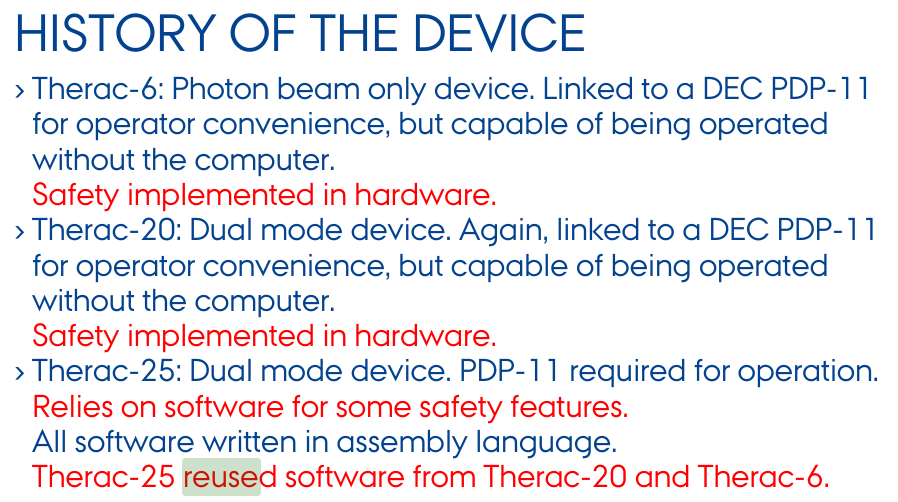 HISTORY OF THE DEVICE
› Therac-6: Photon beam only device. Linked to a DEC PDP-11
for operator convenience, but capable of being operated
without the computer.
Safety implemented in hardware.
› Therac-20: Dual mode device. Again, linked to a DEC PDP-11
for operator convenience, but capable of being operated
without the computer.
Safety implemented in hardware.
› Therac-25: Dual mode device. PDP-11 required for operation.
Relies on software for some safety features.
All software written in assembly language.
Therac-25 reused software from Therac-20 and Therac-6.